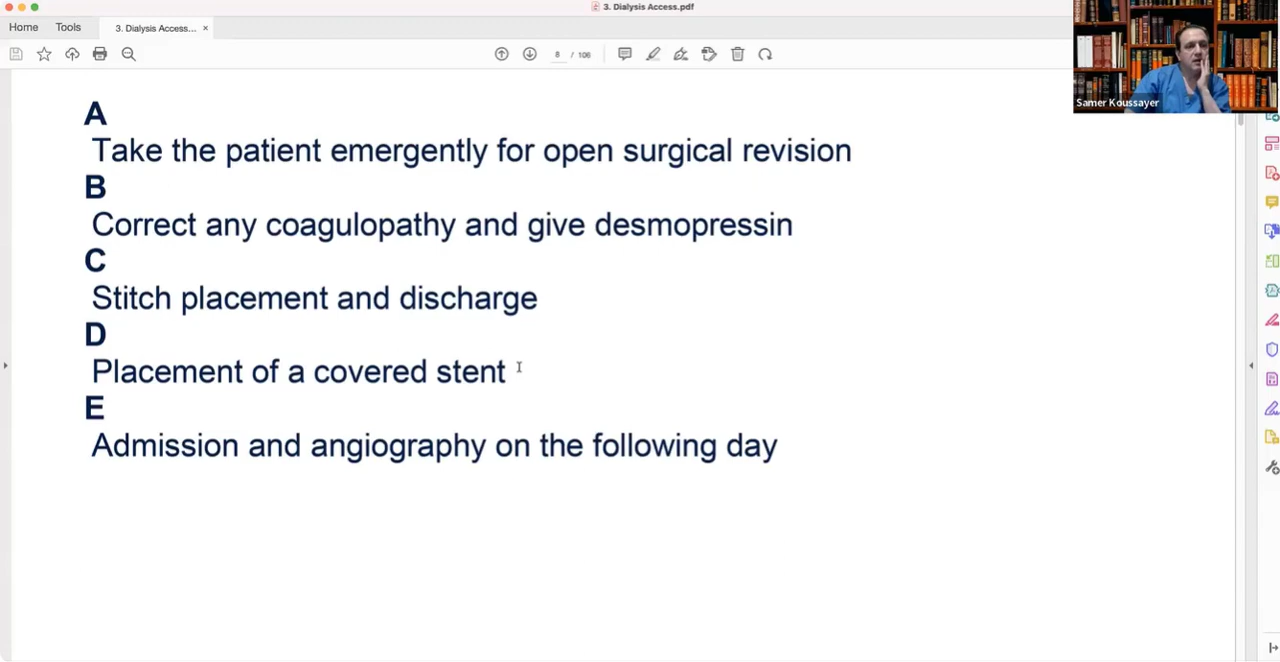 3. Dialysis Access.pdf
Home Tools 3. Dialysis Access... ×
8 / 106
Samer Koussayer
A
Take the patient emergently for open surgical revision
B
Correct any coagulopathy and give desmopressin
C
Stitch placement and discharge
D
Placement of a covered stent
E
Admission and angiography on the following day